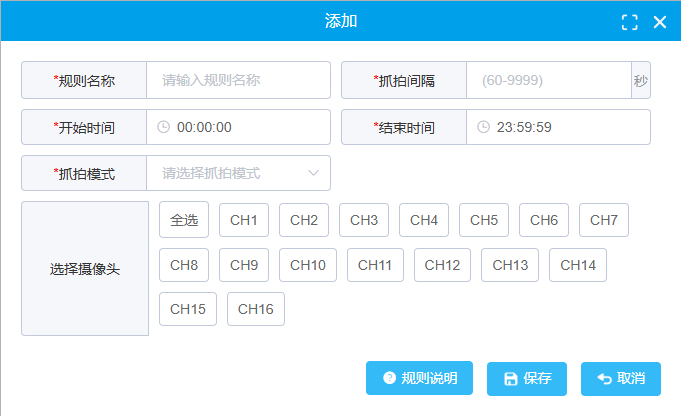 添加
*规则名称 请输入规则名称 *抓拍间隔 (60-9999) 秒
*开始时间 00:00:00 *结束时间 23:59:59
*抓拍模式 请选择抓拍模式
选择摄像头
全选 CH1 CH2 CH3 CH4 CH5 CH6 CH7
CH8 CH9 CH10 CH11 CH12 CH13 CH14
CH15 CH16
规则说明 保存 取消